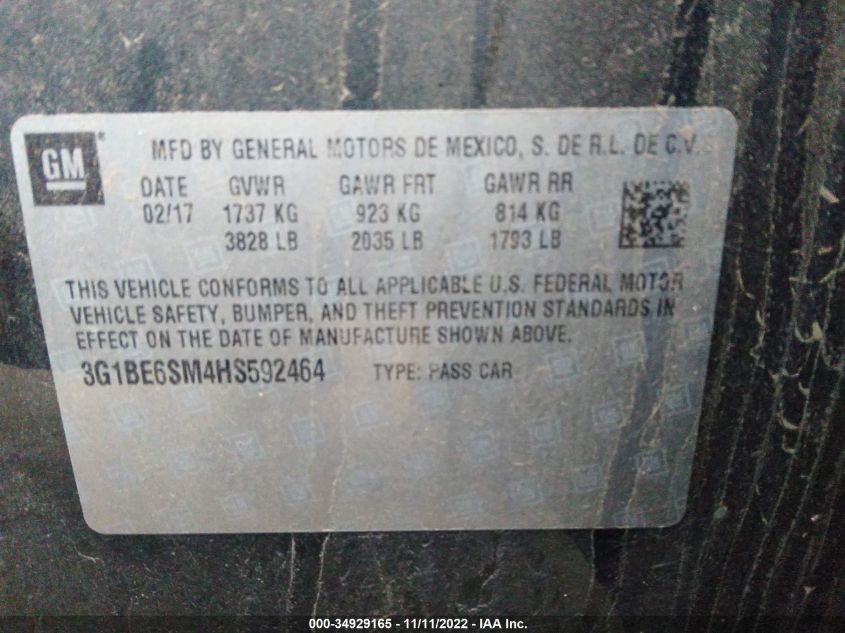 GM ®
MFD BY GENERAL MOTORS DE MEXICO, S. DE R.L. DE C.V.
DATE GVWR GAWR FRT GAWR RR
02/17 1737 KG 923 KG 814 KG
3828 LB 2035 LB 1793 LB
THIS VEHICLE CONFORMS TO ALL APPLICABLE U.S. FEDERAL MOTOR
VEHICLE SAFETY, BUMPER, AND THEFT PREVENTION STANDARDS IN
EFFECT ON THE DATE OF MANUFACTURE SHOWN ABOVE.
3G1BE6SM4HS592464 TYPE: PASS CAR
000-34929165 - 11/11/2022 - IAA Inc.